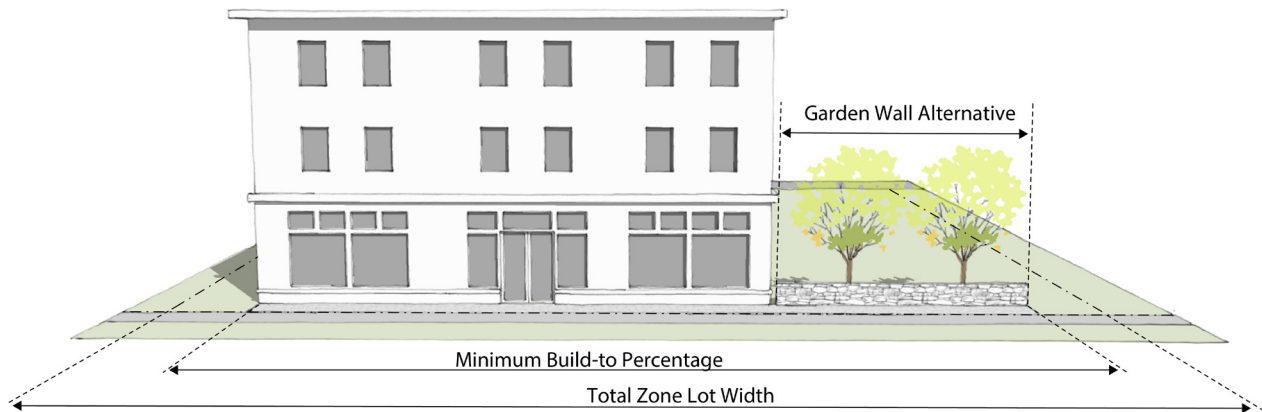 Garden Wall Alternative
Minimum Build-to Percentage
Total Zone Lot Width